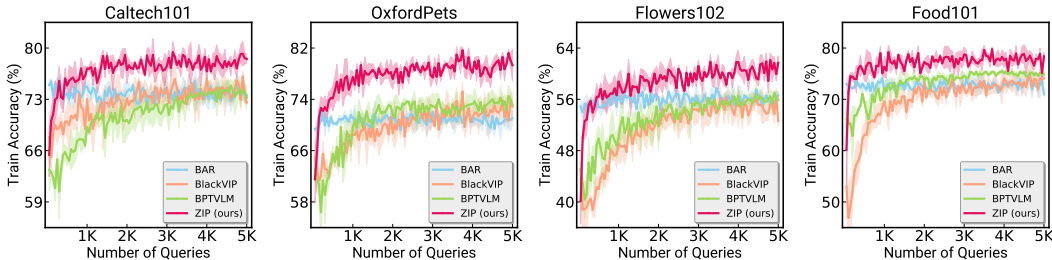 Caltech101
Train Accuracy (%)
80
73
66
59
BAR
BlackVIP
BPTVLM
ZIP (ours)
1K 2K 3K 4K 5K
Number of Queries
OxfordPets
Train Accuracy (%)
82
74
66
58
BAR
BlackVIP
BPTVLM
ZIP (ours)
1K 2K 3K 4K 5K
Number of Queries
Flowers102
Train Accuracy (%)
64
56
48
40
BAR
BlackVIP
BPTVLM
ZIP (ours)
1K 2K 3K 4K 5K
Number of Queries
Food101
Train Accuracy (%)
80
70
60
50
BAR
BlackVIP
BPTVLM
ZIP (ours)
1K 2K 3K 4K 5K
Number of Queries